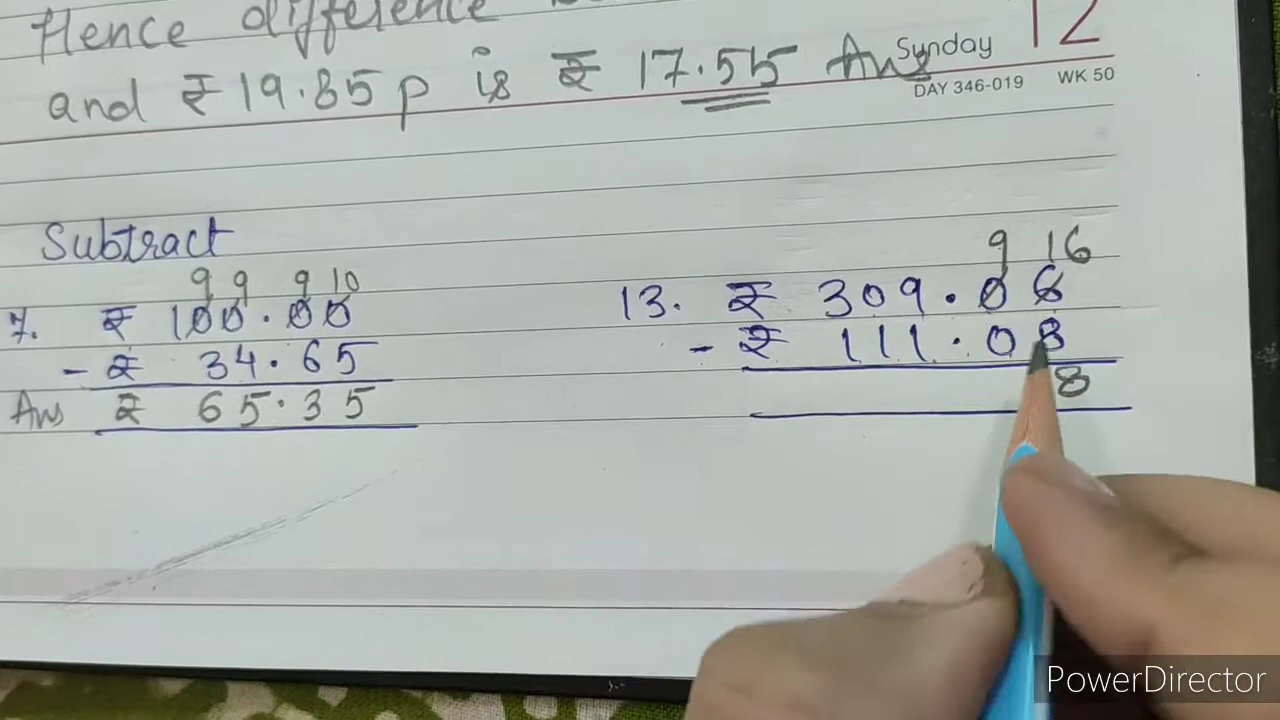 Hence difference
and ₹ 19.85 p is ₹ 17.55 Ans
Sunday 12
DAY 346-019 WK 50
Subtract
9 9 9 10
7. ₹ 100.00
- ₹ 34.65
Ans ₹ 65.35
9 16
13. ₹ 309.06
- ₹ 111.08
8
PowerDirector